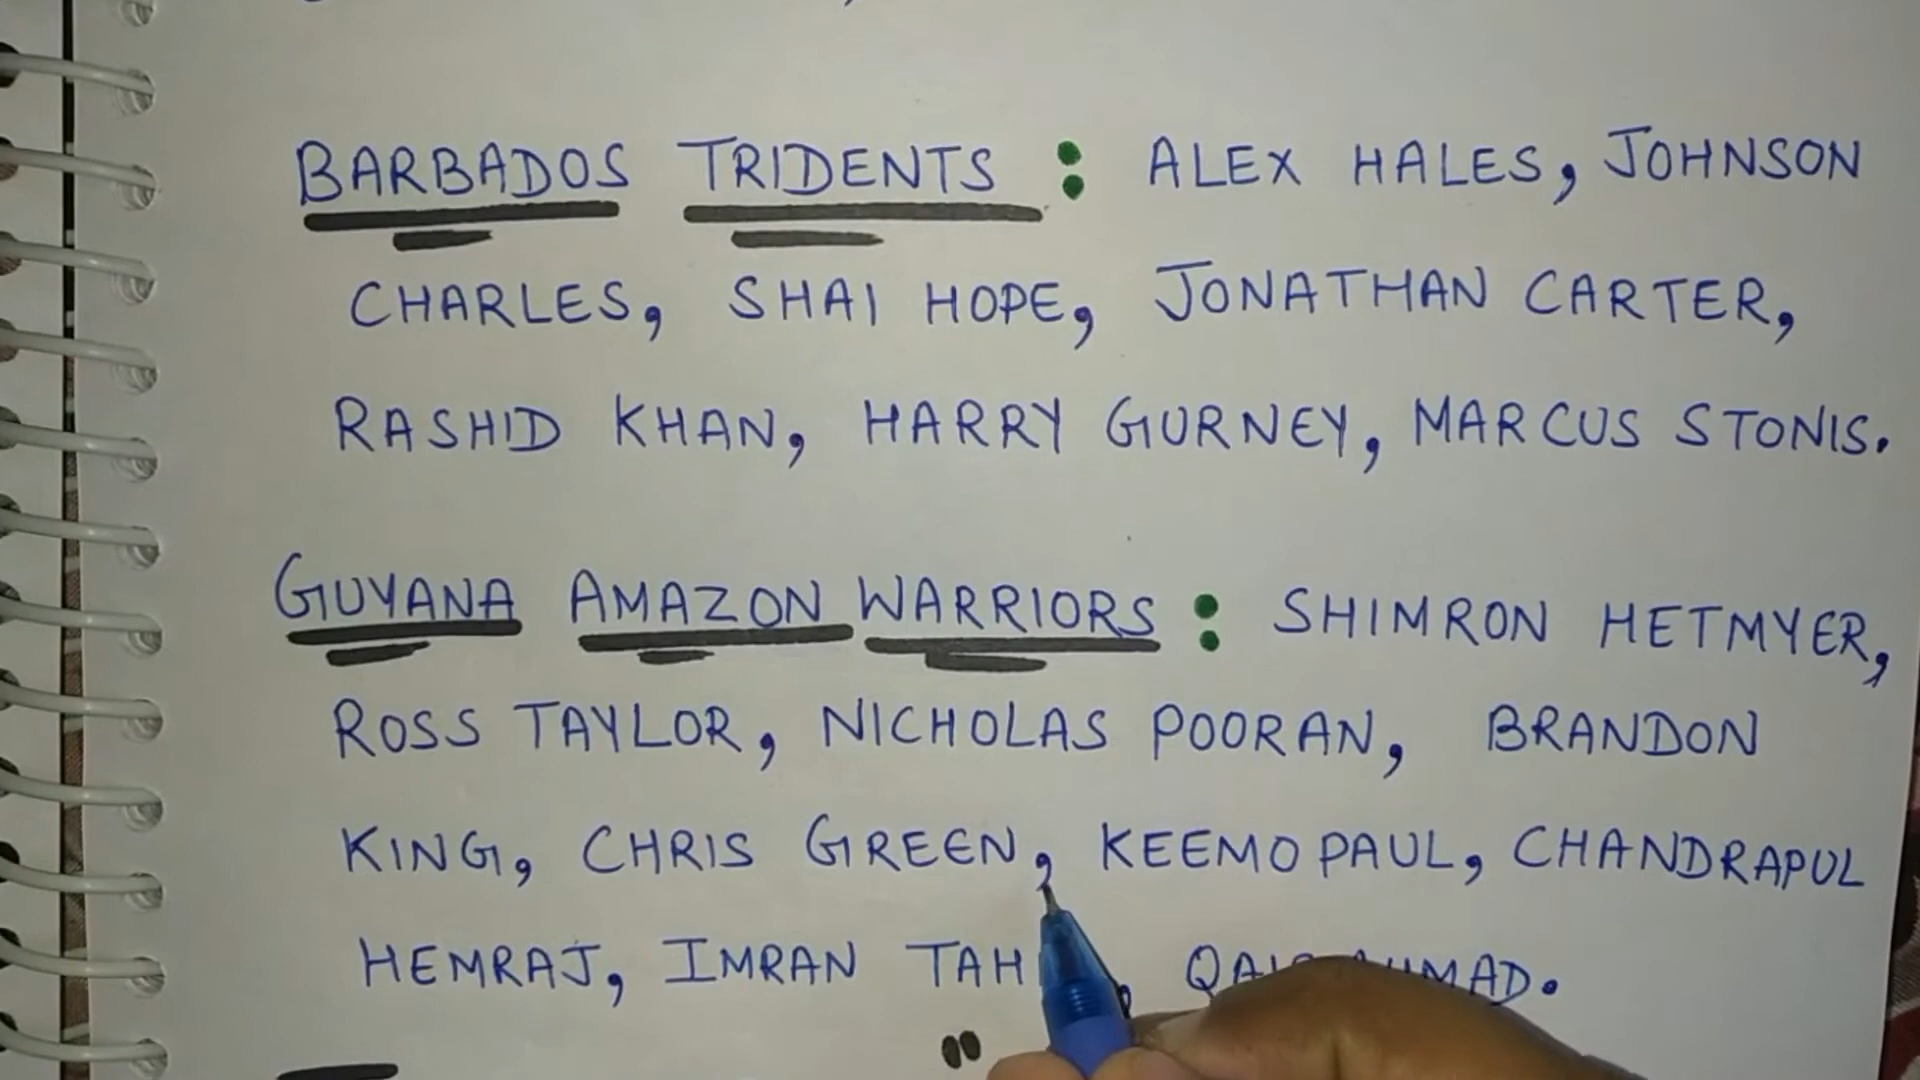 BARBADOS TRIDENTS : ALEX HALES, JOHNSON
CHARLES, SHAI HOPE, JONATHAN CARTER,
RASHID KHAN, HARRY GURNEY, MARCUS STONIS.
GUYANA AMAZON WARRIORS : SHIMRON HETMYER,
ROSS TAYLOR, NICHOLAS POORAN, BRANDON
KING, CHRIS GREEN, KEEMO PAUL, CHANDRAPUL
HEMRAJ, IMRAN